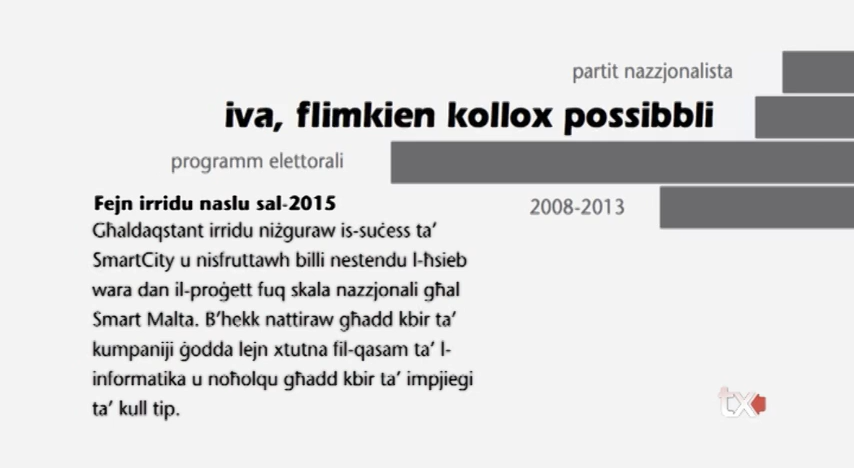 partit nazzjonalista
iva, flimkien kollox possibbli
programm elettorali
2008-2013
Fejn irridu naslu sal-2015
Għaldaqstant irridu niżguraw is-suċess ta’
SmartCity u nisfruttawh billi nestendu l-ħsieb
wara dan il-proġett fuq skala nazzjonali għal
Smart Malta. B’hekk nattiraw għadd kbir ta’
kumpaniji ġodda lejn xtutna fil-qasam ta’ l-
informatika u noħolqu għadd kbir ta’ impjiegi
ta’ kull tip.
tx